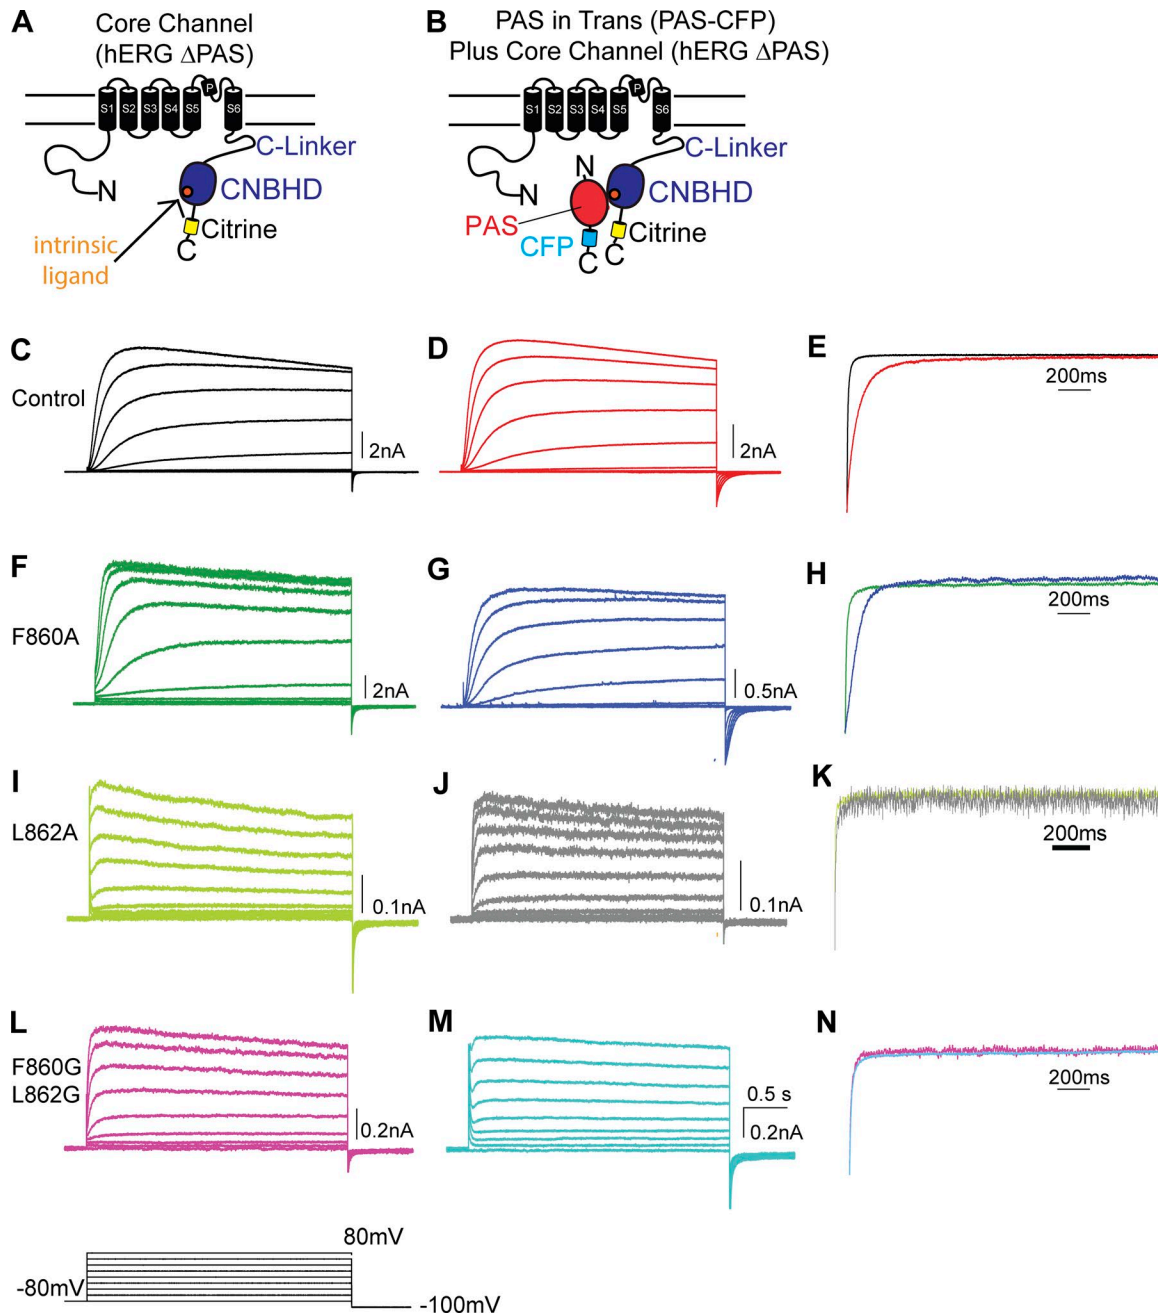 A
Core Channel
(hERG ΔPAS)
S1 S2 S3 S4 S5 P S6
C-Linker
N
CNBHD
Citrine
C
intrinsic
ligand
B
PAS in Trans (PAS-CFP)
Plus Core Channel (hERG ΔPAS)
S1 S2 S3 S4 S5 P S6
C-Linker
N
N
CNBHD
PAS
CFP
Citrine
C C
C
Control
2nA
D
2nA
E
200ms
F
F860A
2nA
G
0.5nA
H
200ms
I
L862A
0.1nA
J
0.1nA
K
200ms
L
F860G
L862G
0.2nA
M
0.5 s
0.2nA
N
200ms
80mV
-80mV
-100mV